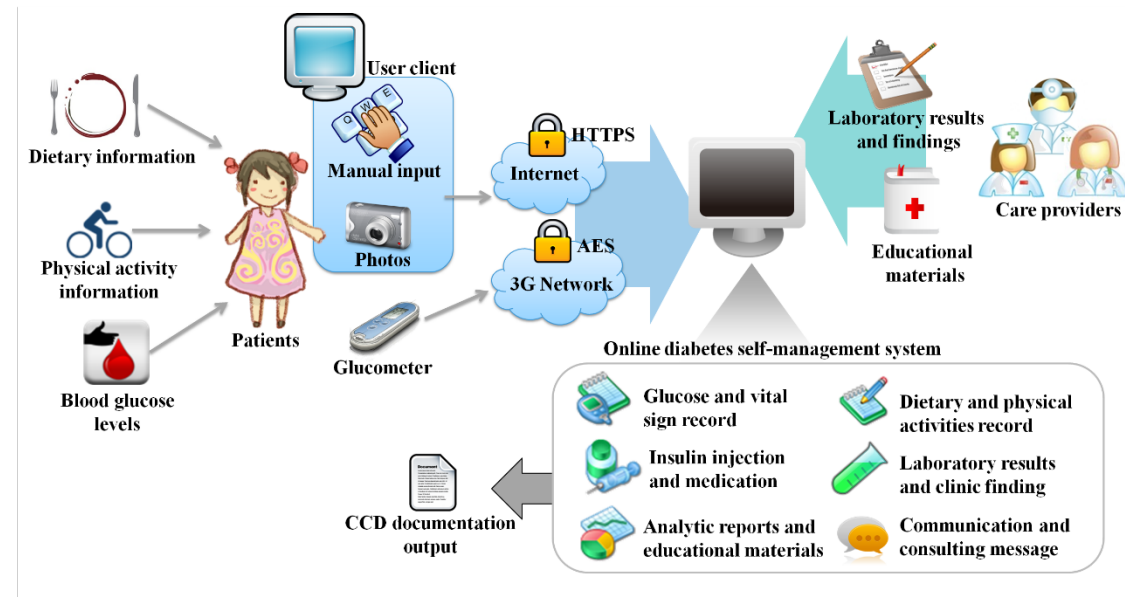 Dietary information
Physical activity
information
Blood glucose
levels
Patients
User client
Q W E
Manual input
Photos
Glucometer
HTTPS
Internet
AES
3G Network
Online diabetes self-management system
Laboratory results
and findings
Educational
materials
Care providers
Glucose and vital
sign record
Insulin injection
and medication
Analytic reports and
educational materials
Dietary and physical
activities record
Laboratory results
and clinic finding
Communication and
consulting message
Document
CCD documentation
output